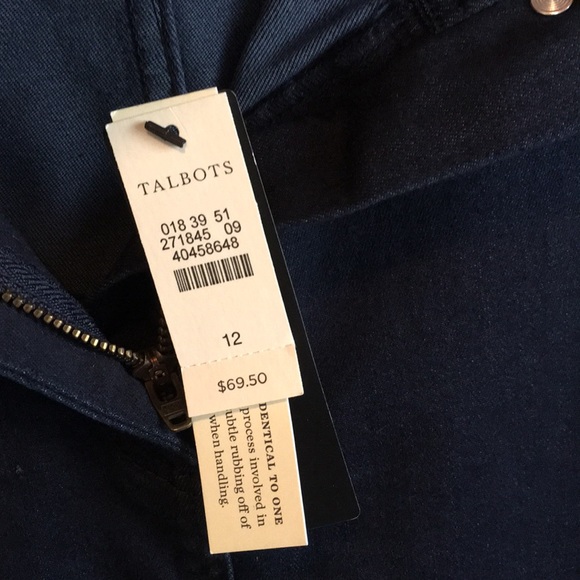 TALBOTS
018 39 51
271845 09
40458648
12
$69.50
DENTICAL TO ONE
process involved in
ubtle rubbing off of
when handling.